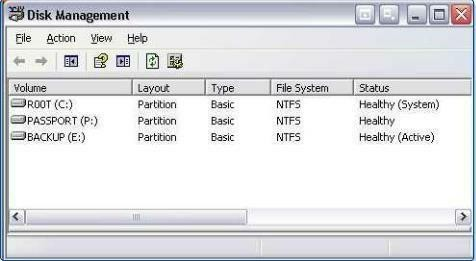 Disk Management
File Action View Help
Volume Layout Type File System Status
ROOT (C:) Partition Basic NTFS Healthy (System)
PASSPORT (P:) Partition Basic NTFS Healthy
BACKUP (E:) Partition Basic NTFS Healthy (Active)